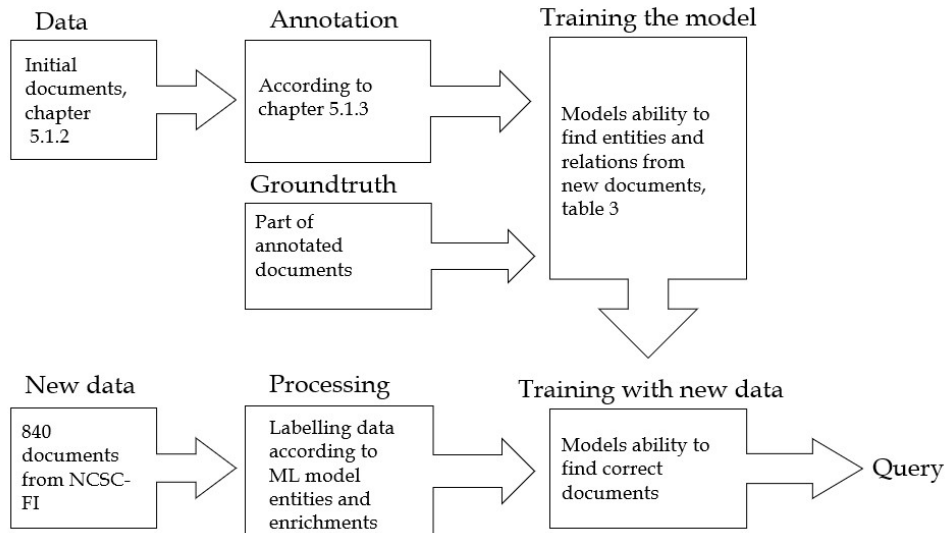 Data
Initial
documents,
chapter
5.1.2
Annotation
According to
chapter 5.1.3
Groundtruth
Part of
annotated
documents
Training the model
Models ability to
find entities and
relations from
new documents,
table 3
New data
840
documents
from NCSC-
FI
Processing
Labelling data
according to
ML model
entities and
enrichments
Training with new data
Models ability to
find correct
documents
Query